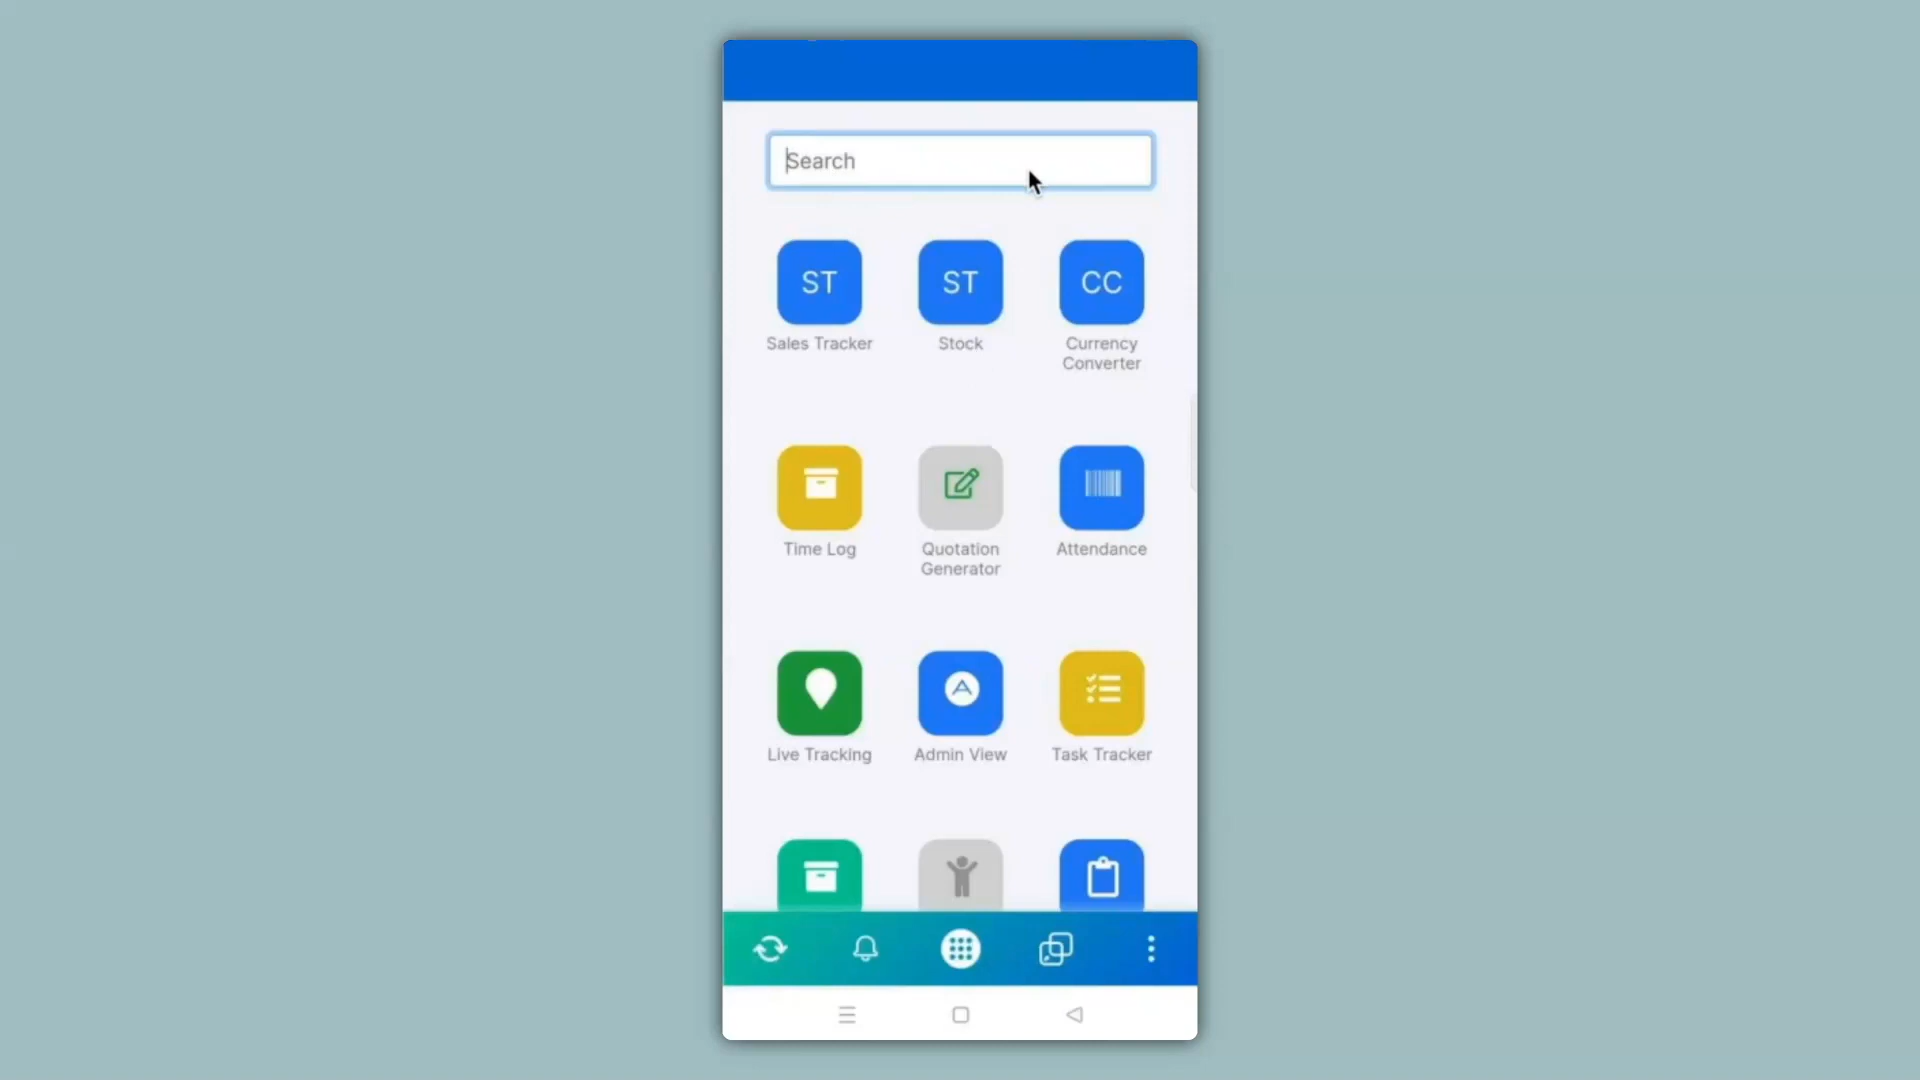 Search
ST
ST
CC
Sales Tracker
Stock
Currency
Converter
Time Log
Quotation
Generator
Attendance
Live Tracking
Admin View
Task Tracker